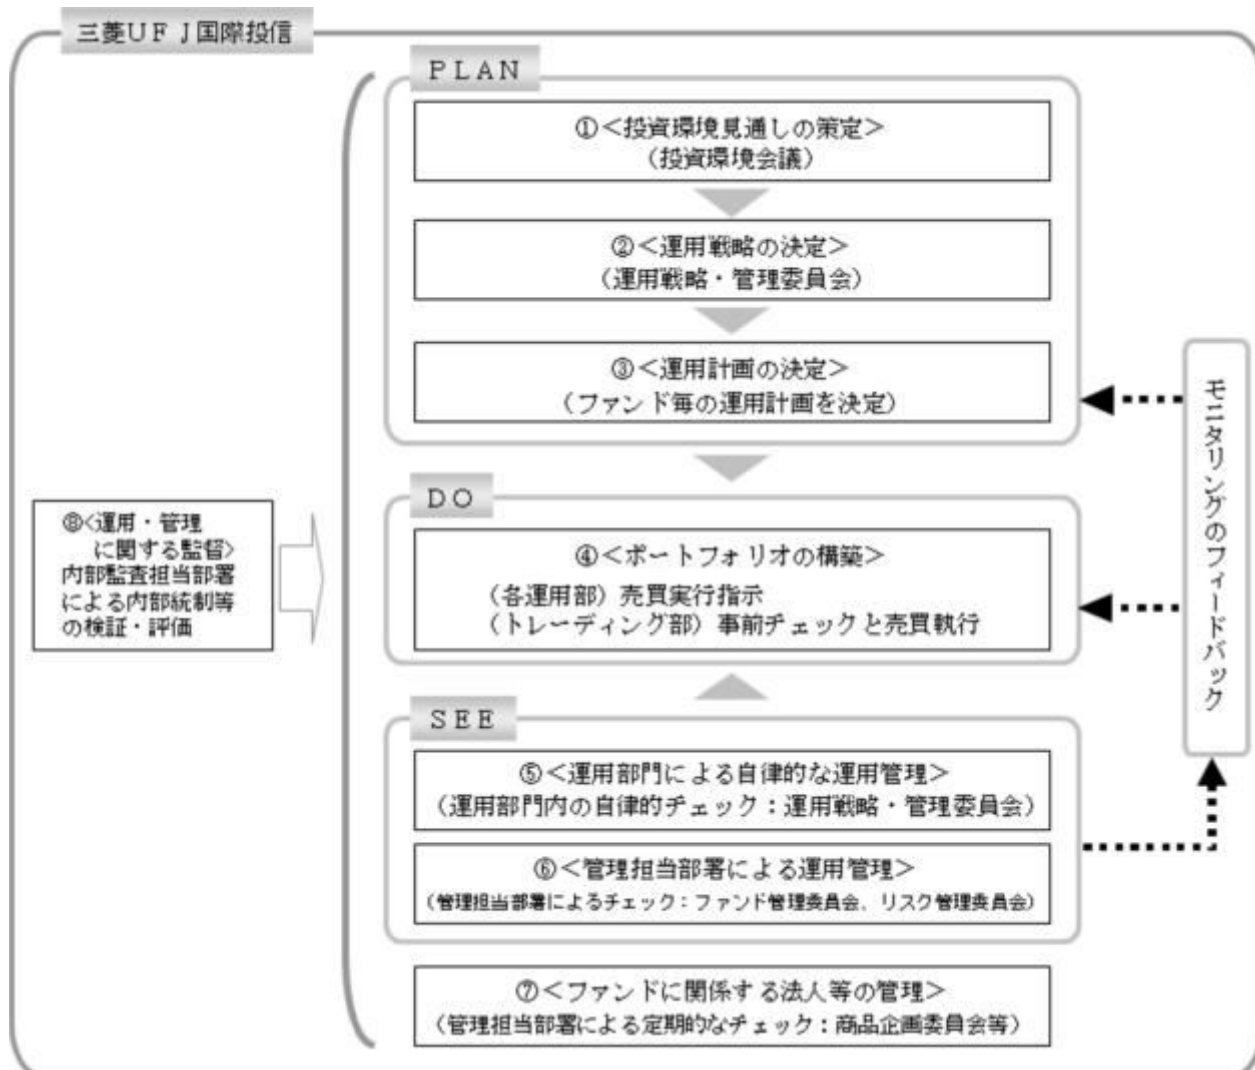 三菱UFJ国際投信
PLAN
①<投資環境見通しの策定>
(投資環境会議)
②<運用戦略の決定>
(運用戦略・管理委員会)
③<運用計画の決定>
(ファンド毎の運用計画を決定)
DO
④<ポートフォリオの構築>
(各運用部)売買実行指示
(トレーディング部)事前チェックと売買執行
SEE
⑤<運用部門による自律的な運用管理>
(運用部門内の自律的チェック:運用戦略・管理委員会)
⑥<管理担当部署による運用管理>
(管理担当部署によるチェック:ファンド管理委員会、リスク管理委員会)
⑦<ファンドに関係する法人等の管理>
(管理担当部署による定期的なチェック:商品企画委員会等)
⑧<運用・管理
に関する監督>
内部監査担当部署
による内部統制等
の検証・評価
モニタリングのフィードバック